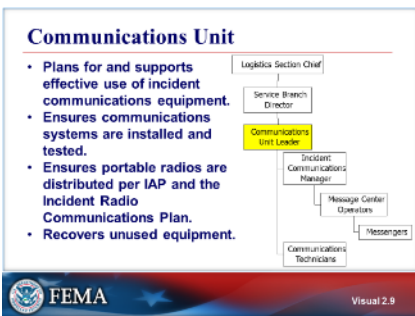 Communications Unit
• Plans for and supports
effective use of incident
communications equipment.
• Ensures communications
systems are installed and
tested.
• Ensures portable radios are
distributed per IAP and the
Incident Radio
Communications Plan.
• Recovers unused equipment.
Logistics Section Chief
Service Branch
Director
Communications
Unit Leader
Incident
Communications
Manager
Message Center
Operators
Messengers
Communications
Technicians
FEMA
Visual 2.9